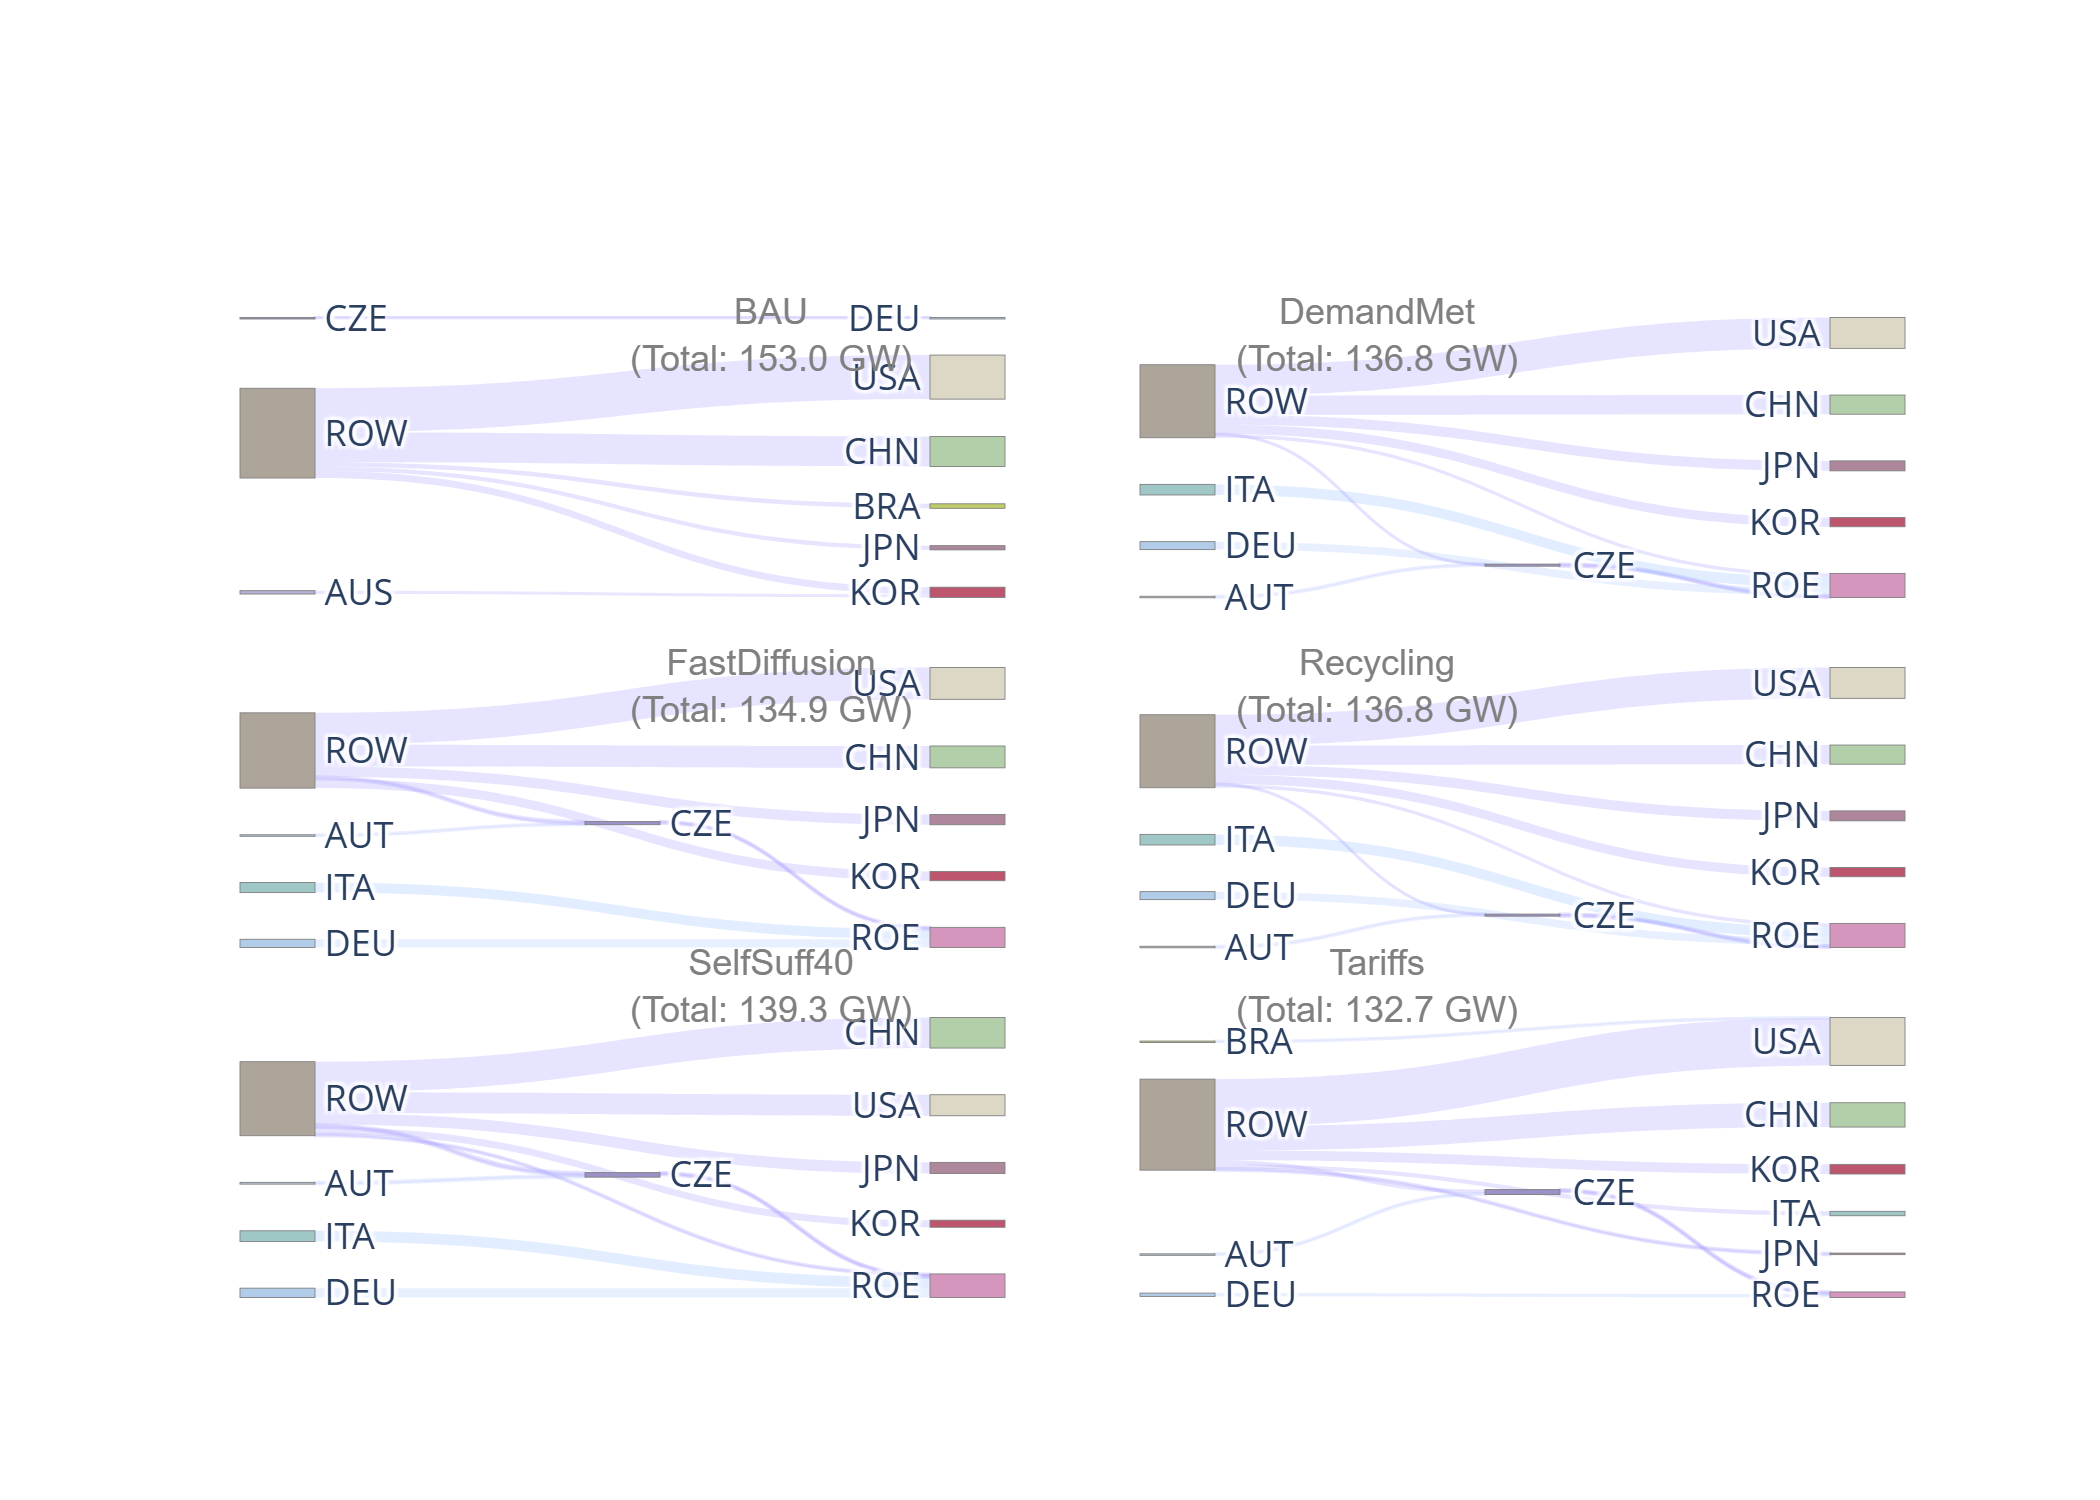 BAU
(Total: 153.0 GW)
CZE
DEU
ROW
USA
CHN
BRA
JPN
AUS
KOR
DemandMet
(Total: 136.8 GW)
USA
ROW
CHN
JPN
ITA
KOR
DEU
CZE
AUT
ROE
FastDiffusion
(Total: 134.9 GW)
USA
ROW
CHN
JPN
CZE
AUT
KOR
ITA
DEU
ROE
Recycling
(Total: 136.8 GW)
USA
ROW
CHN
JPN
ITA
KOR
DEU
CZE
AUT
ROE
SelfSuff40
(Total: 139.3 GW)
CHN
ROW
USA
JPN
CZE
AUT
KOR
ITA
DEU
ROE
Tariffs
(Total: 132.7 GW)
BRA
USA
ROW
CHN
KOR
CZE
ITA
AUT
JPN
DEU
ROE